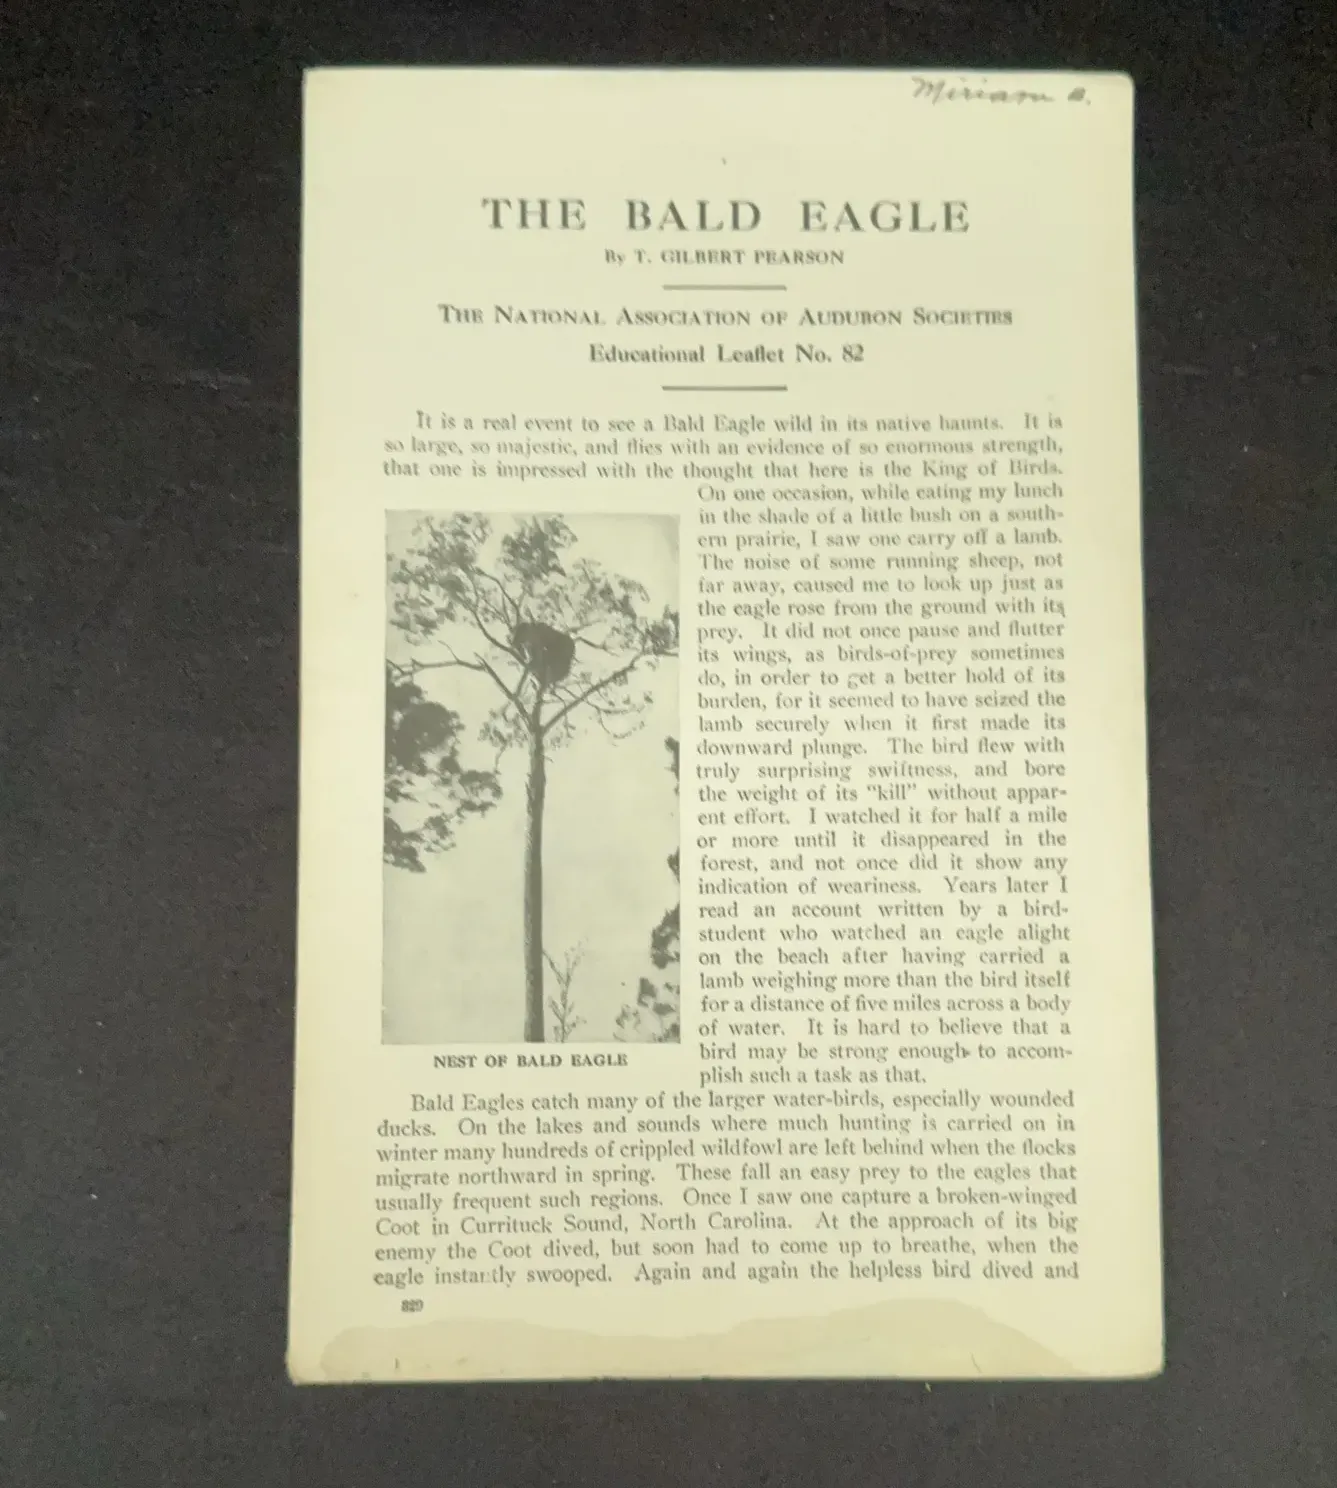 Miriam B.
THE BALD EAGLE
By T. GILBERT PEARSON
THE NATIONAL ASSOCIATION OF AUDUBON SOCIETIES
Educational Leaflet No. 82
It is a real event to see a Bald Eagle wild in its native haunts. It is
so large, so majestic, and flies with an evidence of so enormous strength,
that one is impressed with the thought that here is the King of Birds.
On one occasion, while eating my lunch
in the shade of a little bush on a south-
ern prairie, I saw one carry off a lamb.
The noise of some running sheep, not
far away, caused me to look up just as
the eagle rose from the ground with its
prey. It did not once pause and flutter
its wings, as birds-of-prey sometimes
do, in order to get a better hold of its
burden, for it seemed to have seized the
lamb securely when it first made its
downward plunge. The bird flew with
truly surprising swiftness, and bore
the weight of its "kill" without appar-
ent effort. I watched it for half a mile
or more until it disappeared in the
forest, and not once did it show any
indication of weariness. Years later I
read an account written by a bird-
student who watched an eagle alight
on the beach after having carried a
lamb weighing more than the bird itself
for a distance of five miles across a body
of water. It is hard to believe that a
bird may be strong enough to accom-
plish such a task as that.
NEST OF BALD EAGLE
Bald Eagles catch many of the larger water-birds, especially wounded
ducks. On the lakes and sounds where much hunting is carried on in
winter many hundreds of crippled wildfowl are left behind when the flocks
migrate northward in spring. These fall an easy prey to the eagles that
usually frequent such regions. Once I saw one capture a broken-winged
Coot in Currituck Sound, North Carolina. At the approach of its big
enemy the Coot dived, but soon had to come up to breathe, when the
eagle instantly swooped. Again and again the helpless bird dived and